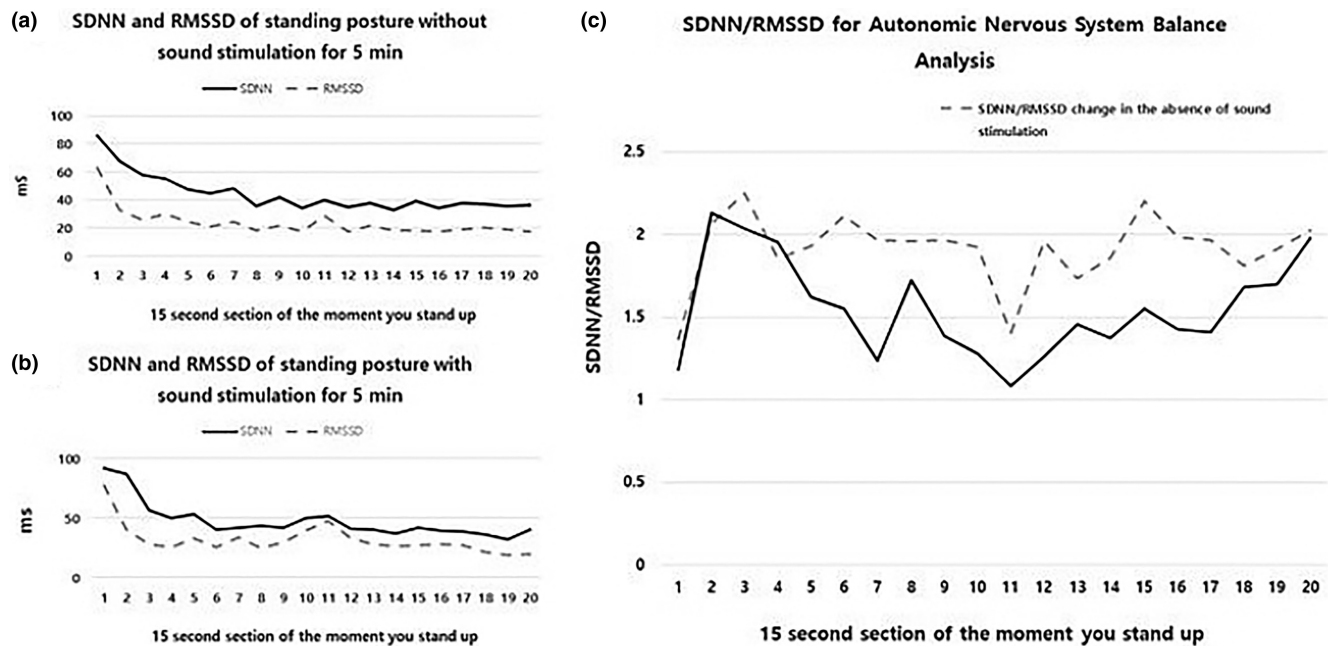 (a)
SDNN and RMSSD of standing posture without
sound stimulation for 5 min
SDNN RMSSD
100
80
60
40
20
0
mS
1 2 3 4 5 6 7 8 9 10 11 12 13 14 15 16 17 18 19 20
15 second section of the moment you stand up
(b)
SDNN and RMSSD of standing posture with
sound stimulation for 5 min
SDNN RMSSD
100
50
0
ms
1 2 3 4 5 6 7 8 9 10 11 12 13 14 15 16 17 18 19 20
15 second section of the moment you stand up
(c)
SDNN/RMSSD for Autonomic Nervous System Balance
Analysis
SDNN/RMSSD change in the absence of sound
stimulation
2.5
2
1.5
1
0.5
0
SDNN/RMSSD
1 2 3 4 5 6 7 8 9 10 11 12 13 14 15 16 17 18 19 20
15 second section of the moment you stand up